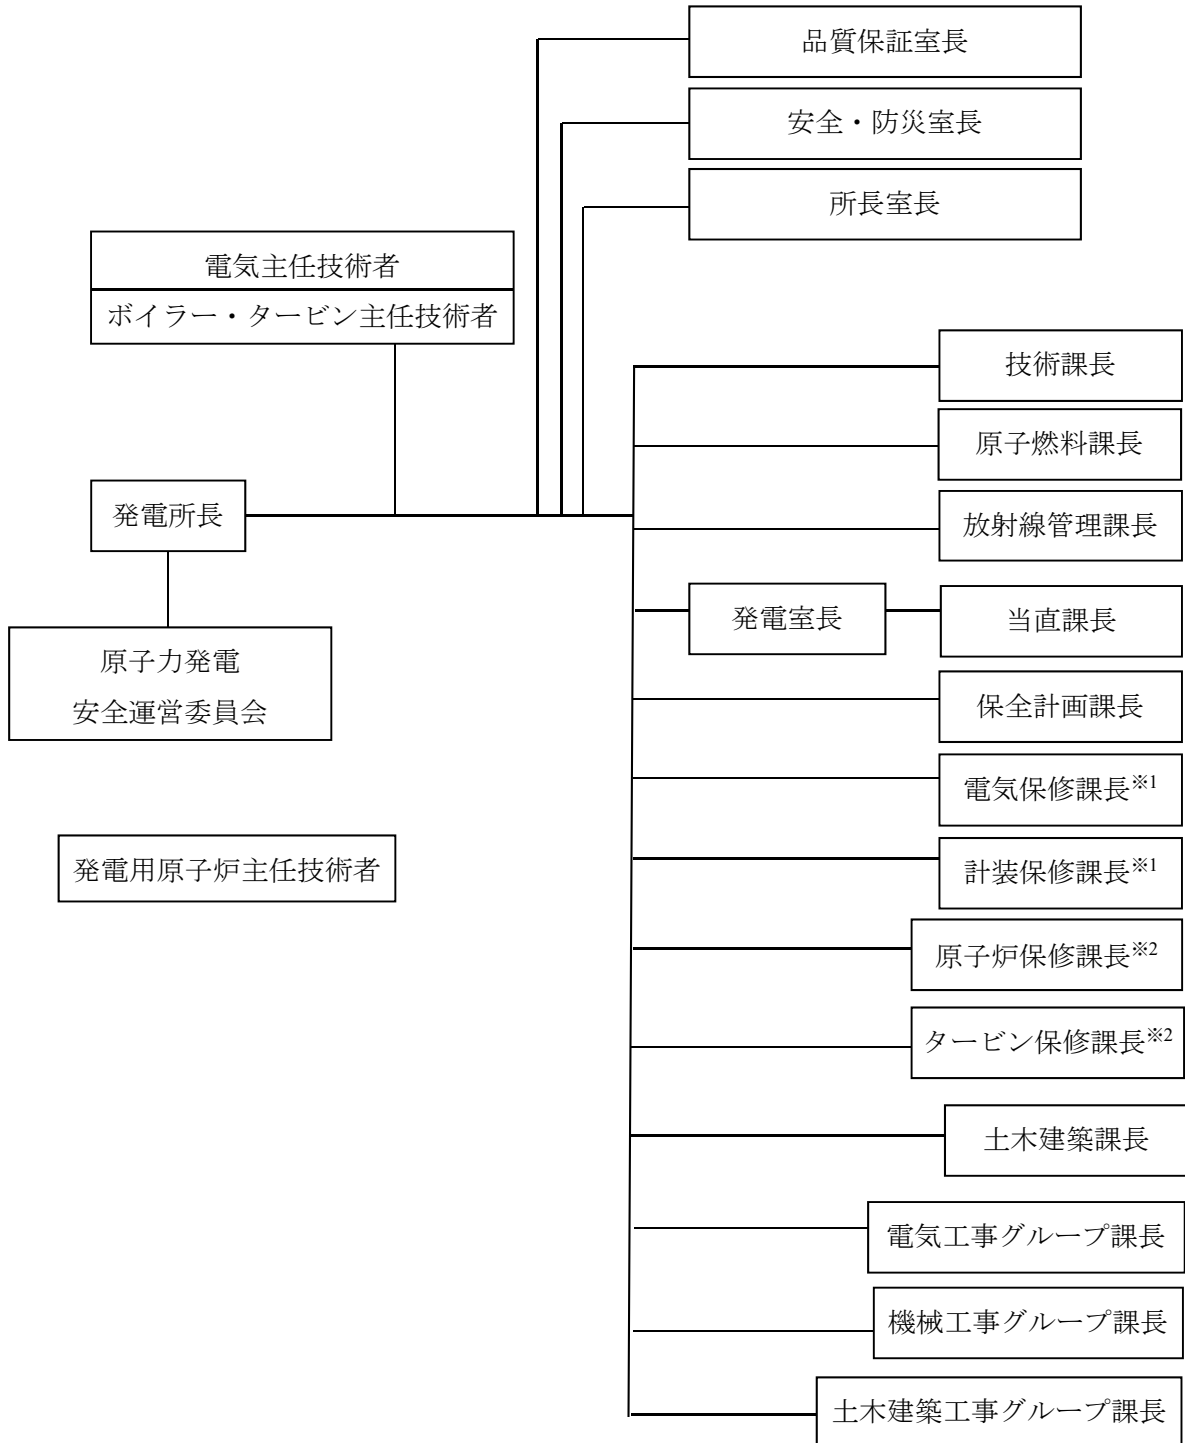 品質保証室長
安全・防災室長
所長室長
電気主任技術者
ボイラー・タービン主任技術者
技術課長
原子燃料課長
発電所長
放射線管理課長
発電室長
当直課長
原子力発電
安全運営委員会
保全計画課長
電気保修課長※1
発電用原子炉主任技術者
計装保修課長※1
原子炉保修課長※2
タービン保修課長※2
土木建築課長
電気工事グループ課長
機械工事グループ課長
土木建築工事グループ課長